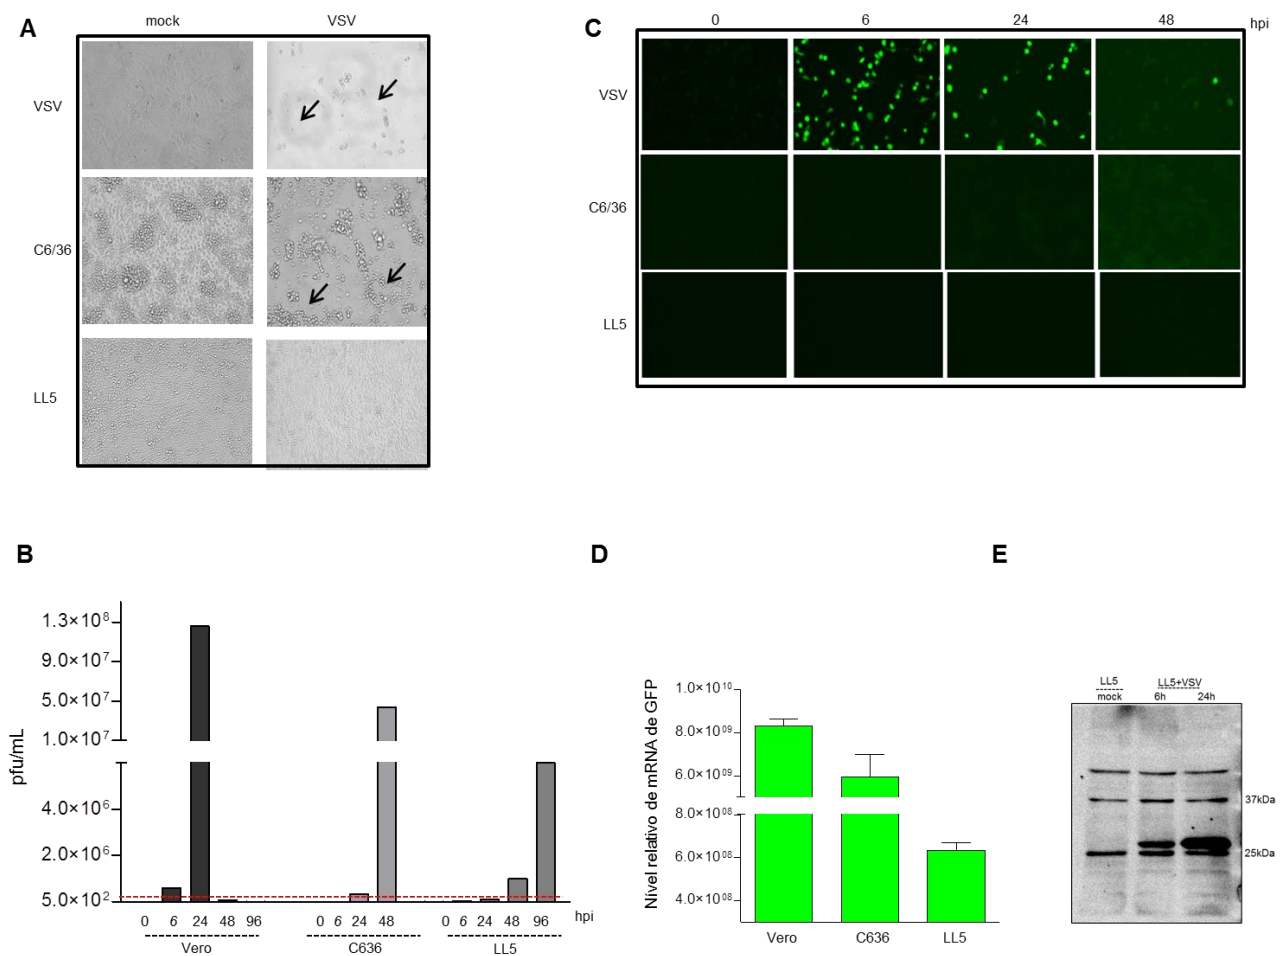 A
mock
VSV
VSV
C6/36
LL5
C
0
6
24
48
hpi
VSV
C6/36
LL5
B
pfu/mL
1.3×10⁸
9.0×10⁷
5.0×10⁷
1.0×10⁷
4.0×10⁶
2.0×10⁶
5.0×10²
0 6 24 48 96
0 6 24 48
0 6 24 48 96
hpi
Vero
C636
LL5
D
Nível relativo de mRNA de GFP
1.0×10¹⁰
8.0×10⁰⁹
6.0×10⁰⁹
8.0×10⁰⁸
6.0×10⁰⁸
4.0×10⁰⁸
Vero
C636
LL5
E
LL5
LL5+VSV
mock
6h
24h
37kDa
25kDa